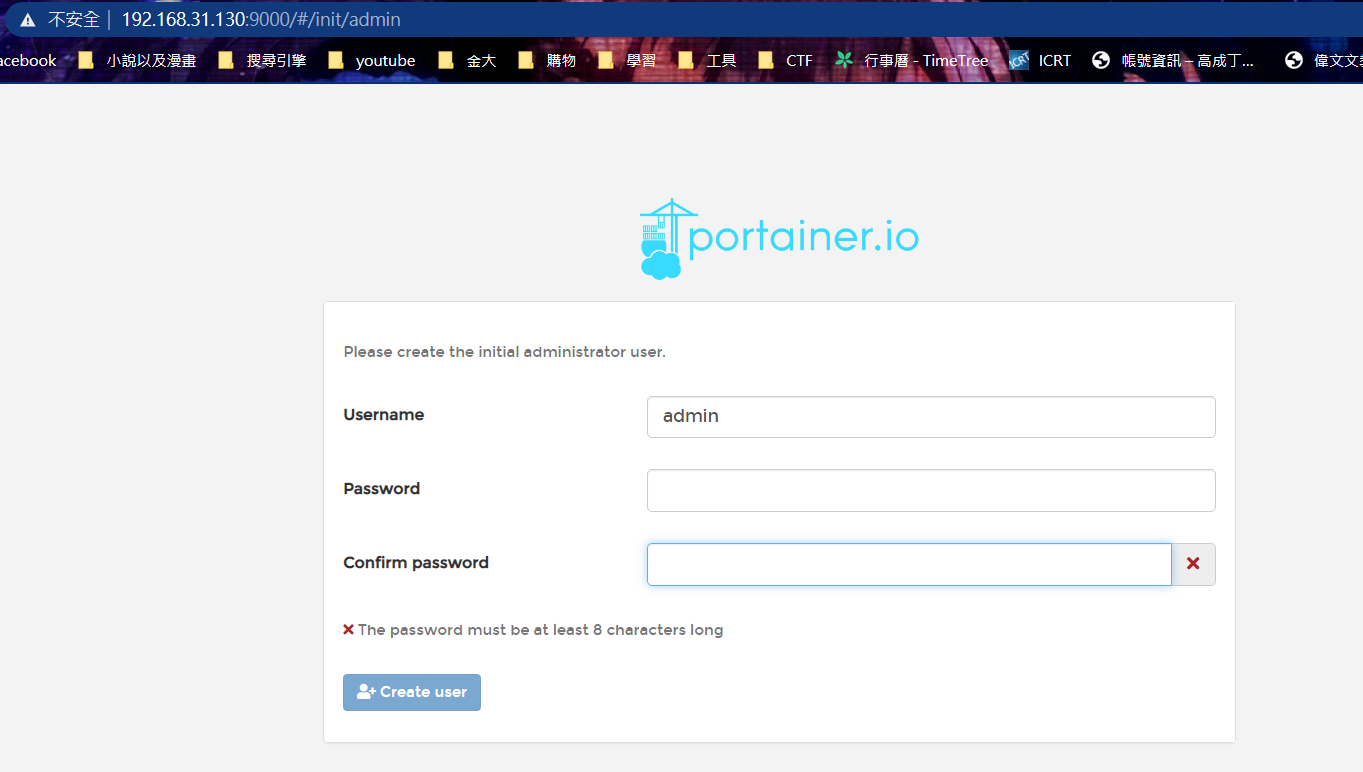 不安全 | 192.168.31.130:9000/#/init/admin
acebook 小說以及漫畫 搜尋引擎 youtube 金大 購物 學習 工具 CTF 行事曆 - TimeTree ICRT 帳號資訊 – 高成丁... 偉文文教
portainer.io
Please create the initial administrator user.
Username admin
Password
Confirm password
The password must be at least 8 characters long
Create user